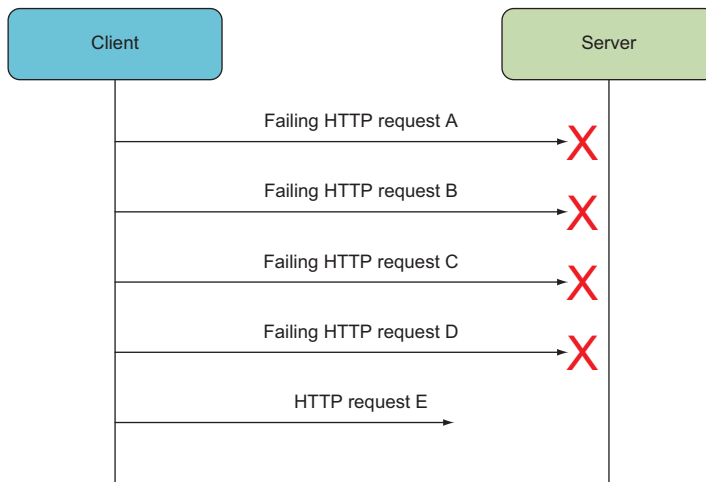 Client
Server
Failing HTTP request A
Failing HTTP request B
Failing HTTP request C
Failing HTTP request D
HTTP request E